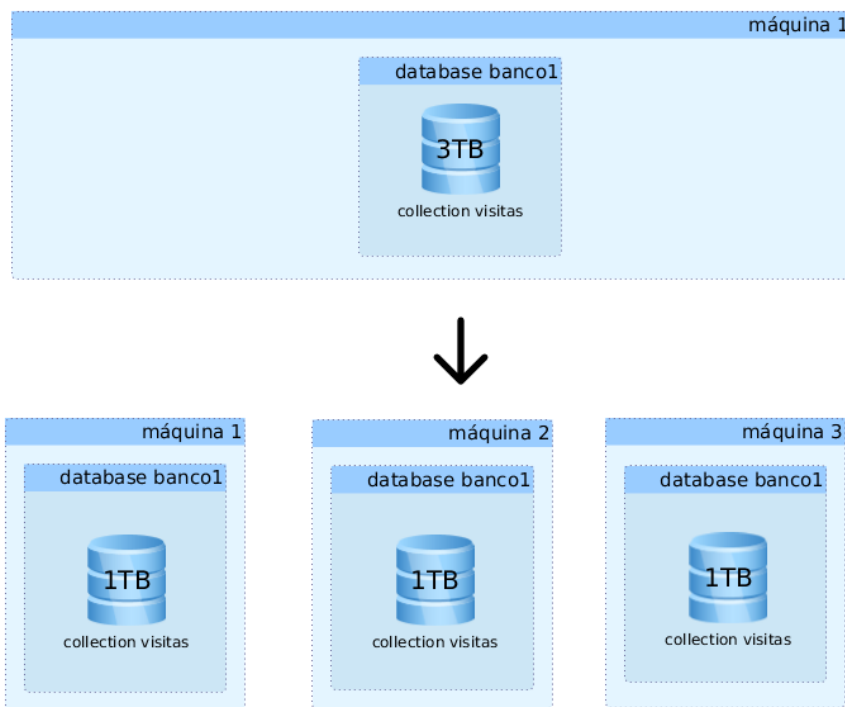 máquina 1
database banco1
3TB
collection visitas
máquina 1
database banco1
1TB
collection visitas
máquina 2
database banco1
1TB
collection visitas
máquina 3
database banco1
1TB
collection visitas